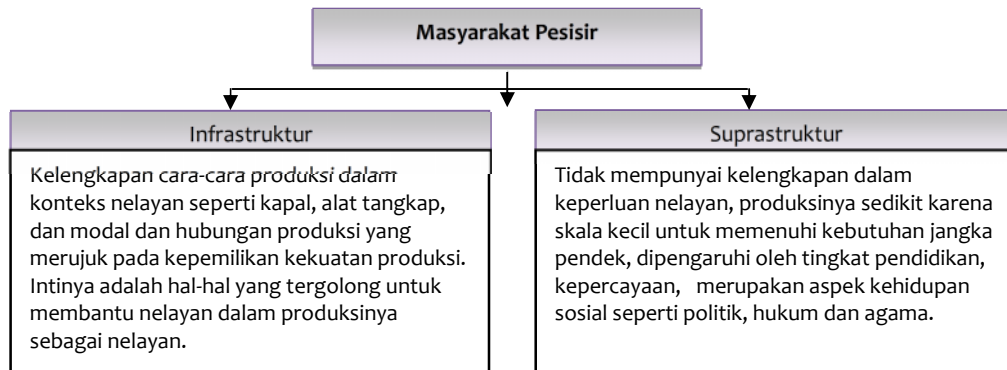 Masyarakat Pesisir
Infrastruktur
Kelengkapan cara-cara produksi dalam
konteks nelayan seperti kapal, alat tangkap,
dan modal dan hubungan produksi yang
merujuk pada kepemilikan kekuatan produksi.
Intinya adalah hal-hal yang tergolong untuk
membantu nelayan dalam produksinya
sebagai nelayan.
Suprastruktur
Tidak mempunyai kelengkapan dalam
keperluan nelayan, produksinya sedikit karena
skala kecil untuk memenuhi kebutuhan jangka
pendek, dipengaruhi oleh tingkat pendidikan,
kepercayaan, merupakan aspek kehidupan
sosial seperti politik, hukum dan agama.